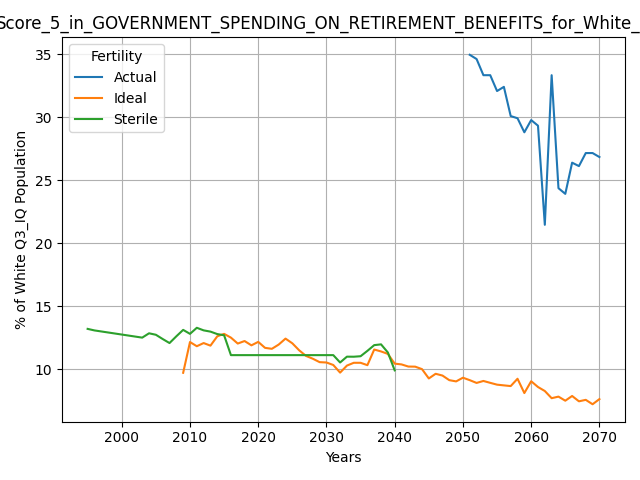 Score_5_in_GOVERNMENT_SPENDING_ON_RETIREMENT_BENEFITS_for_White_
Fertility
Actual
Ideal
Sterile
% of White Q3_IQ Population
35
30
25
20
15
10
2000 2010 2020 2030 2040 2050 2060 2070
Years